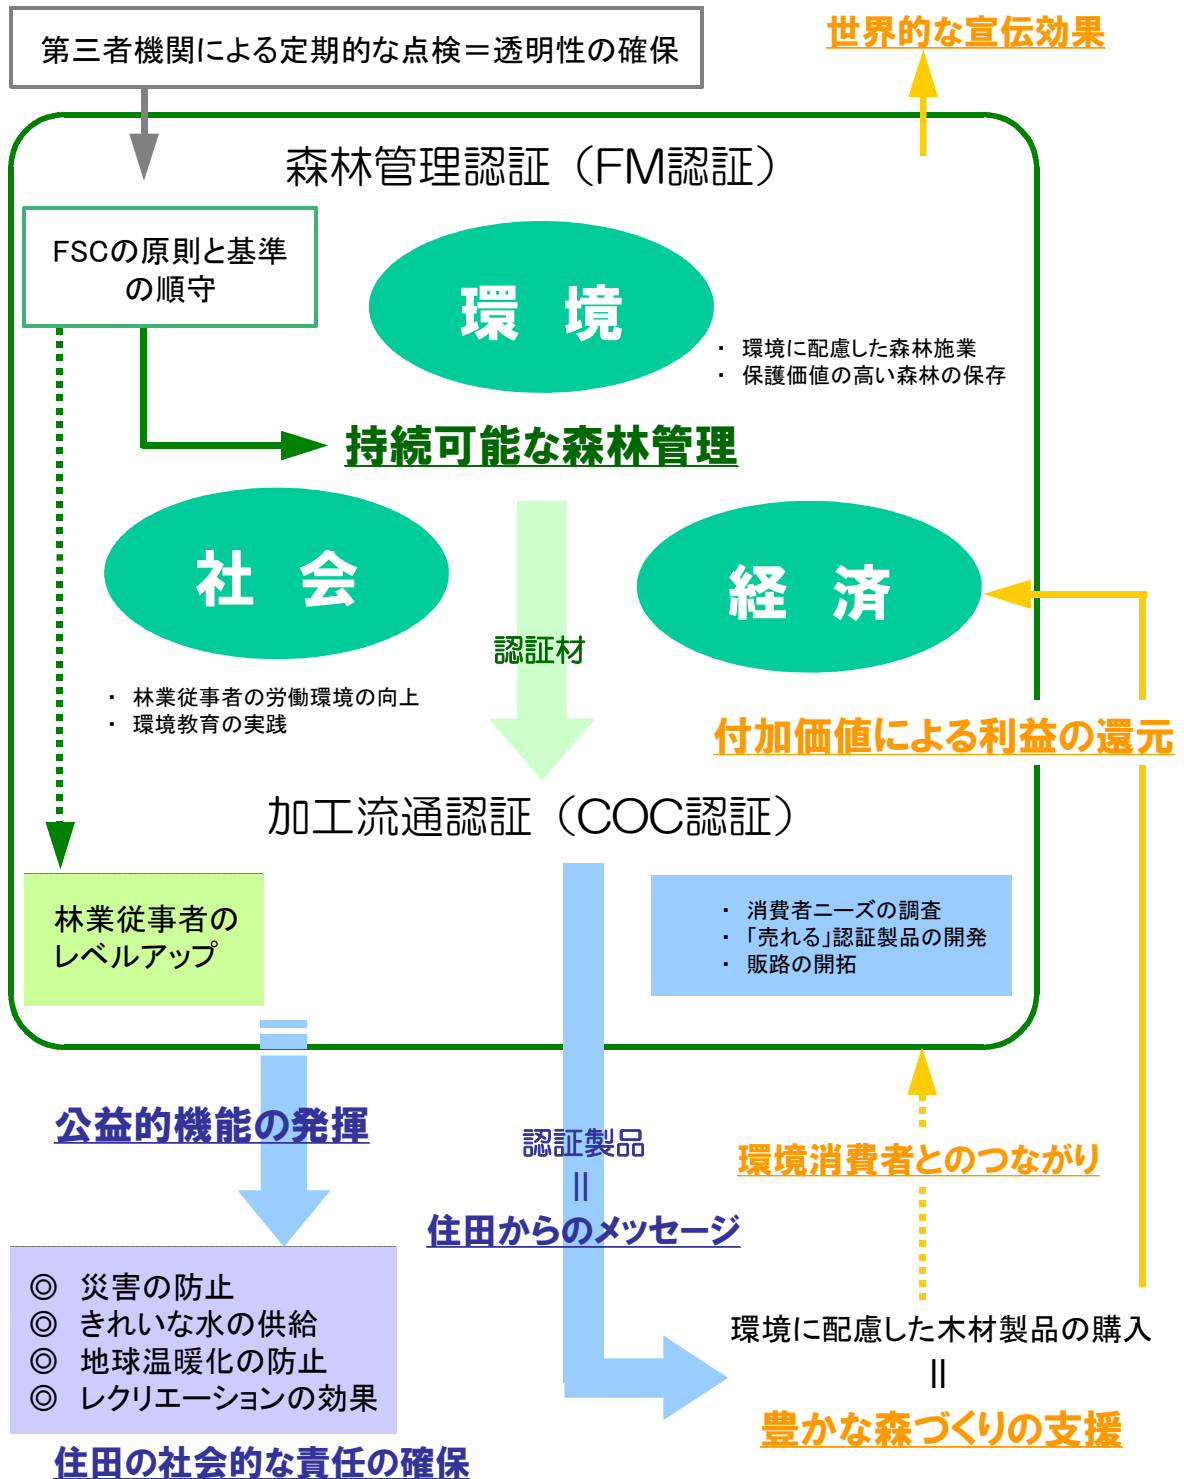 第三者機関による定期的な点検＝透明性の確保
世界的な宣伝効果
森林管理認証（FM認証）
FSCの原則と基準
の順守
環　境
・ 環境に配慮した森林施業
・ 保護価値の高い森林の保存
持続可能な森林管理
社　会
経　済
認証材
・ 林業従事者の労働環境の向上
・ 環境教育の実践
付加価値による利益の還元
加工流通認証（COC認証）
林業従事者の
レベルアップ
・ 消費者ニーズの調査
・ 「売れる」認証製品の開発
・ 販路の開拓
公益的機能の発揮
認証製品
＝
住田からのメッセージ
環境消費者とのつながり
◎　災害の防止
◎　きれいな水の供給
◎　地球温暖化の防止
◎　レクリエーションの効果
環境に配慮した木材製品の購入
＝
豊かな森づくりの支援
住田の社会的な責任の確保